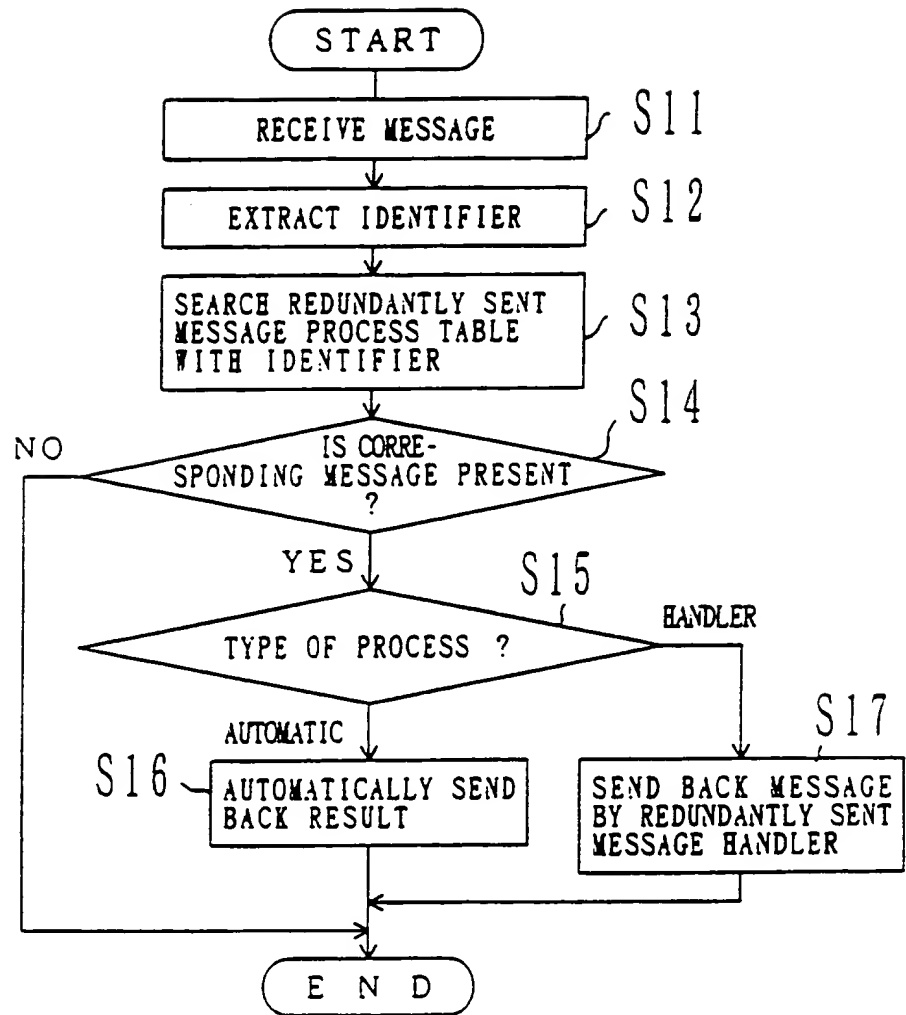 START
RECEIVE MESSAGE
S11
EXTRACT IDENTIFIER
S12
SEARCH REDUNDANTLY SENT
MESSAGE PROCESS TABLE
WITH IDENTIFIER
S13
S14
NO
IS CORRE-
SPONDING MESSAGE PRESENT
?
YES
S15
TYPE OF PROCESS ?
HANDLER
AUTOMATIC
S16
AUTOMATICALLY SEND
BACK RESULT
S17
SEND BACK MESSAGE
BY REDUNDANTLY SENT
MESSAGE HANDLER
END